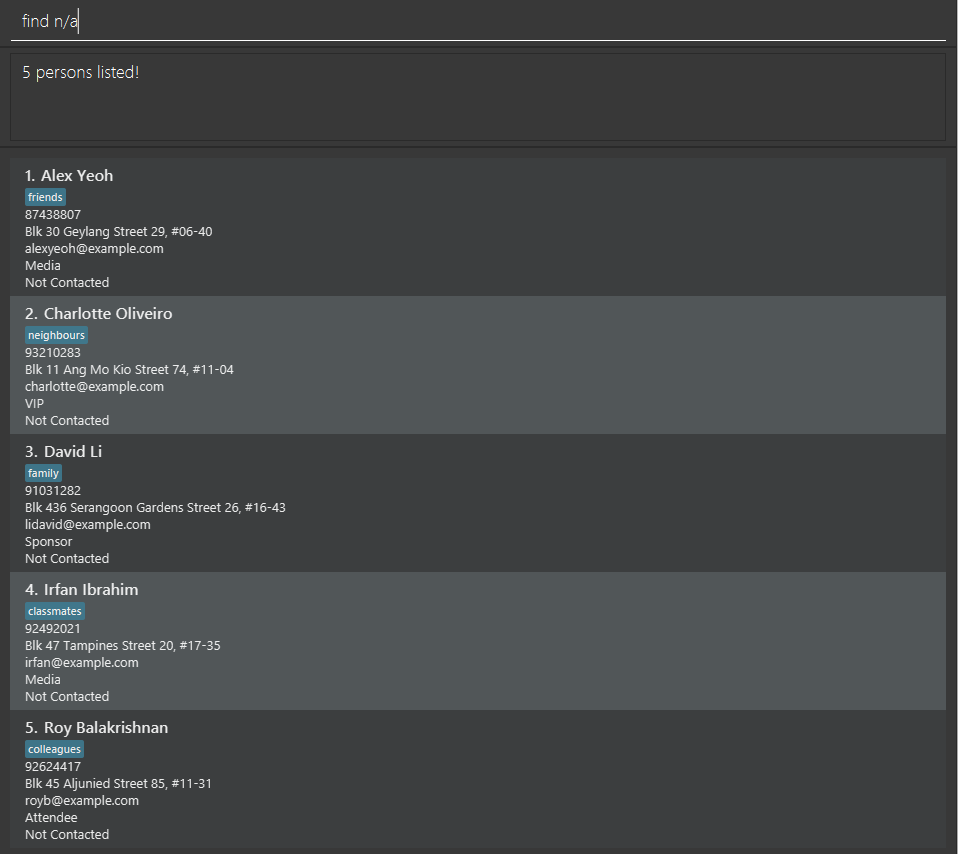 find n/a
5 persons listed!
1. Alex Yeoh
friends
87438807
Blk 30 Geylang Street 29, #06-40
alexyeoh@example.com
Media
Not Contacted
2. Charlotte Oliveiro
neighbours
93210283
Blk 11 Ang Mo Kio Street 74, #11-04
charlotte@example.com
VIP
Not Contacted
3. David Li
family
91031282
Blk 436 Serangoon Gardens Street 26, #16-43
lidavid@example.com
Sponsor
Not Contacted
4. Irfan Ibrahim
classmates
92492021
Blk 47 Tampines Street 20, #17-35
irfan@example.com
Media
Not Contacted
5. Roy Balakrishnan
colleagues
92624417
Blk 45 Aljunied Street 85, #11-31
royb@example.com
Attendee
Not Contacted